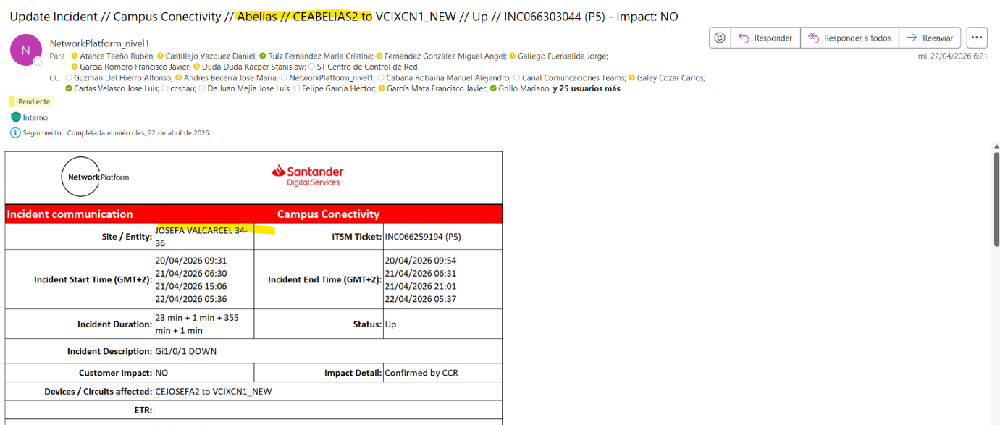 Update Incident // Campus Conectivity // Abelias // CEABELIAS2 to VCIXCN1_NEW // Up // INC066303044 (P5) - Impact: NO
N
NetworkPlatform_nivel1
Responder
Responder a todos
Reenviar
mi. 22/04/2026 6:21
Para Atance Taeño Ruben; Castillejo Vazquez Daniel; Ruiz Fernandez Maria Cristina; Fernandez Gonzalez Miguel Angel; Gallego Fuensalida Jorge;
Garcia Romero Francisco Javier; Duda Duda Kacper Stanislaw; ST Centro de Control de Red
CC Guzman Del Hierro Alfonso; Andres Becerra Jose Maria; NetworkPlatform_nivel1; Cabana Robaina Manuel Alejandro; Canal Comuncaciones Teams; Galey Cozar Carlos;
Cartas Velasco Jose Luis; ccsbau; De Juan Mejia Jose Luis; Felipe Garcia Hector; García Mata Francisco Javier; Grillo Mariano; y 25 usuarios más
Pendiente
Interno
Seguimiento. Completada el miércoles, 22 de abril de 2026.
NetworkPlatform
Santander
Digital Services
Incident communication
Campus Conectivity
Site / Entity: JOSEFA VALCARCEL 34-
36
ITSM Ticket: INC066259194 (P5)
Incident Start Time (GMT+2):
20/04/2026 09:31
21/04/2026 06:30
21/04/2026 15:06
22/04/2026 05:36
Incident End Time (GMT+2):
20/04/2026 09:54
21/04/2026 06:31
21/04/2026 21:01
22/04/2026 05:37
Incident Duration: 23 min + 1 min + 355
min + 1 min
Status: Up
Incident Description: Gi1/0/1 DOWN
Customer Impact: NO
Impact Detail: Confirmed by CCR
Devices / Circuits affected: CEJOSEFA2 to VCIXCN1_NEW
ETR: